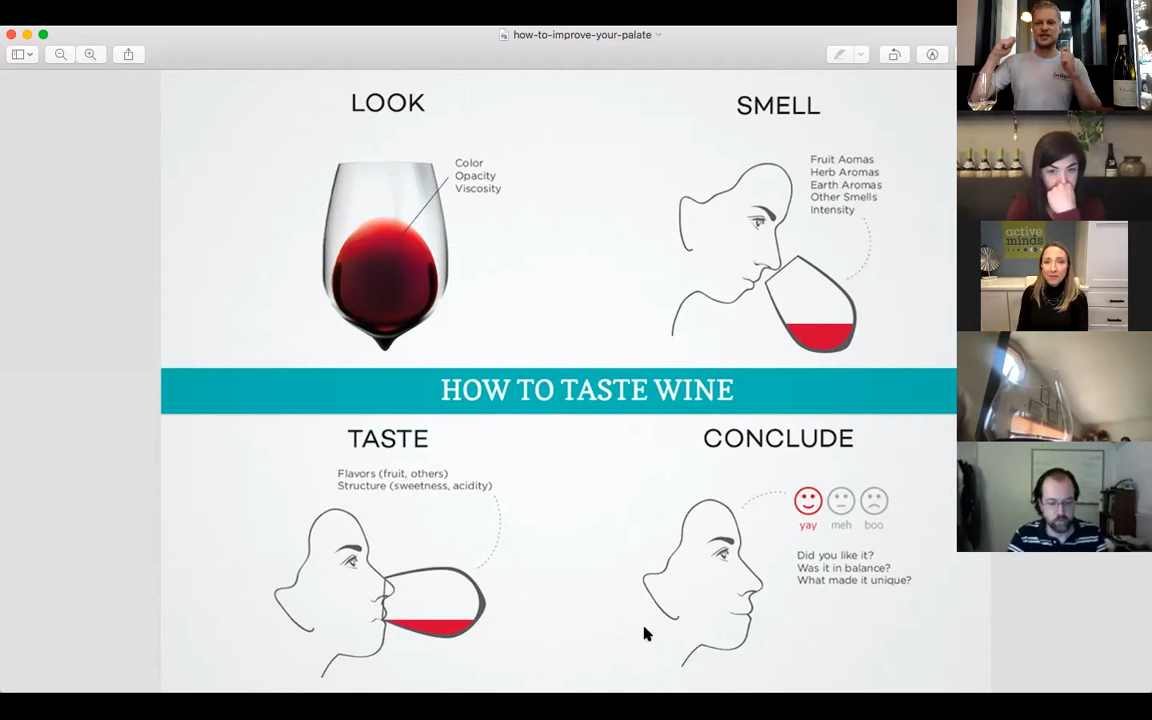 how-to-improve-your-palate
LOOK
Color
Opacity
Viscosity
SMELL
Fruit Aomas
Herb Aromas
Earth Aromas
Other Smells
Intensity
HOW TO TASTE WINE
TASTE
Flavors (fruit, others)
Structure (sweetness, acidity)
CONCLUDE
yay
meh
boo
Did you like it?
Was it in balance?
What made it unique?
active
minds